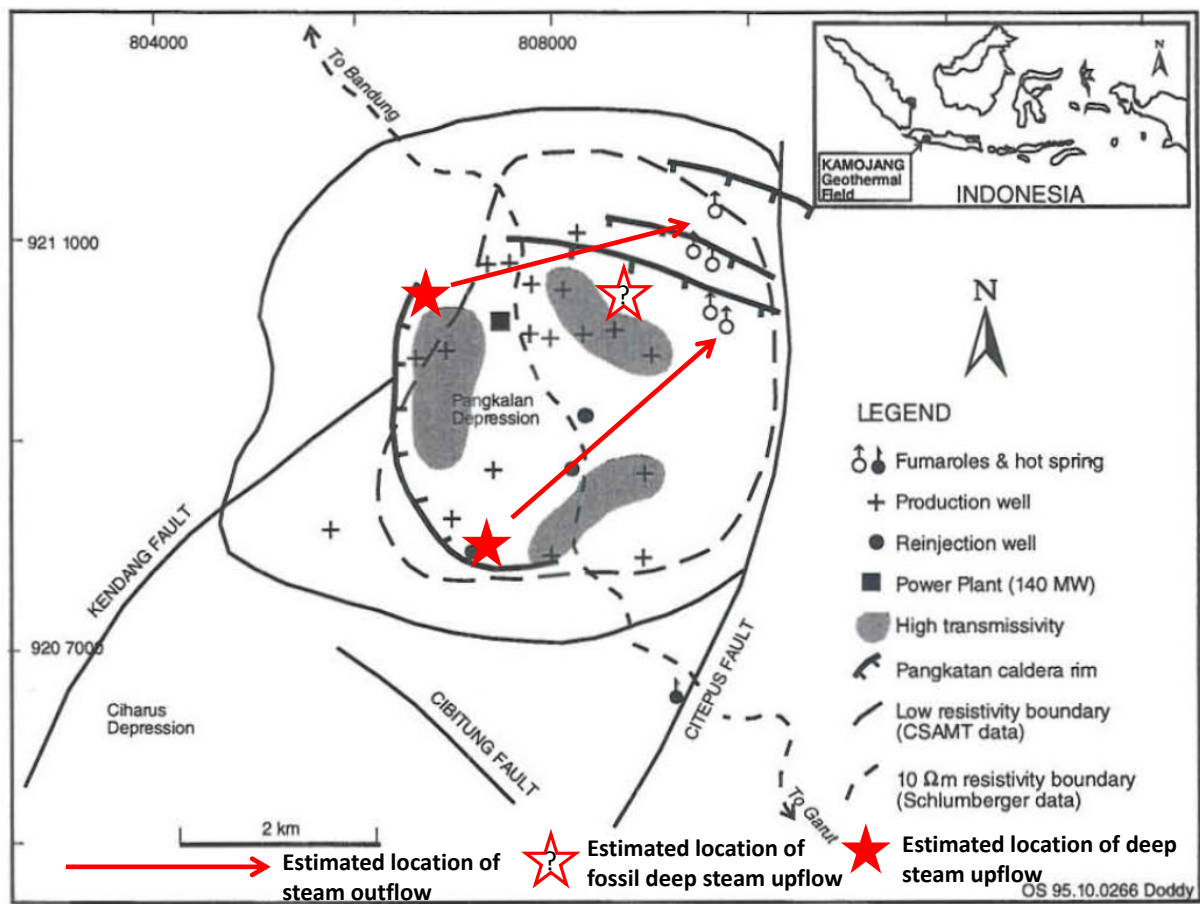 804000
808000
To Bandung
N
KAMOJANG
Geothermal
Field
INDONESIA
921 1000
?
N
Pangkalan
Depression
LEGEND
Fumaroles & hot spring
Production well
Reinjection well
Power Plant (140 MW)
High transmissivity
Pangkatan caldera rim
Low resistivity boundary
(CSAMT data)
10 Ωm resistivity boundary
(Schlumberger data)
KENDANG FAULT
920 7000
Ciharus
Depression
CIBITUNG FAULT
CITEPUS FAULT
To Garut
2 km
Estimated location of
steam outflow
?
Estimated location of
fossil deep steam upflow
Estimated location of deep
steam upflow
OS 95.10.0266 Doddy